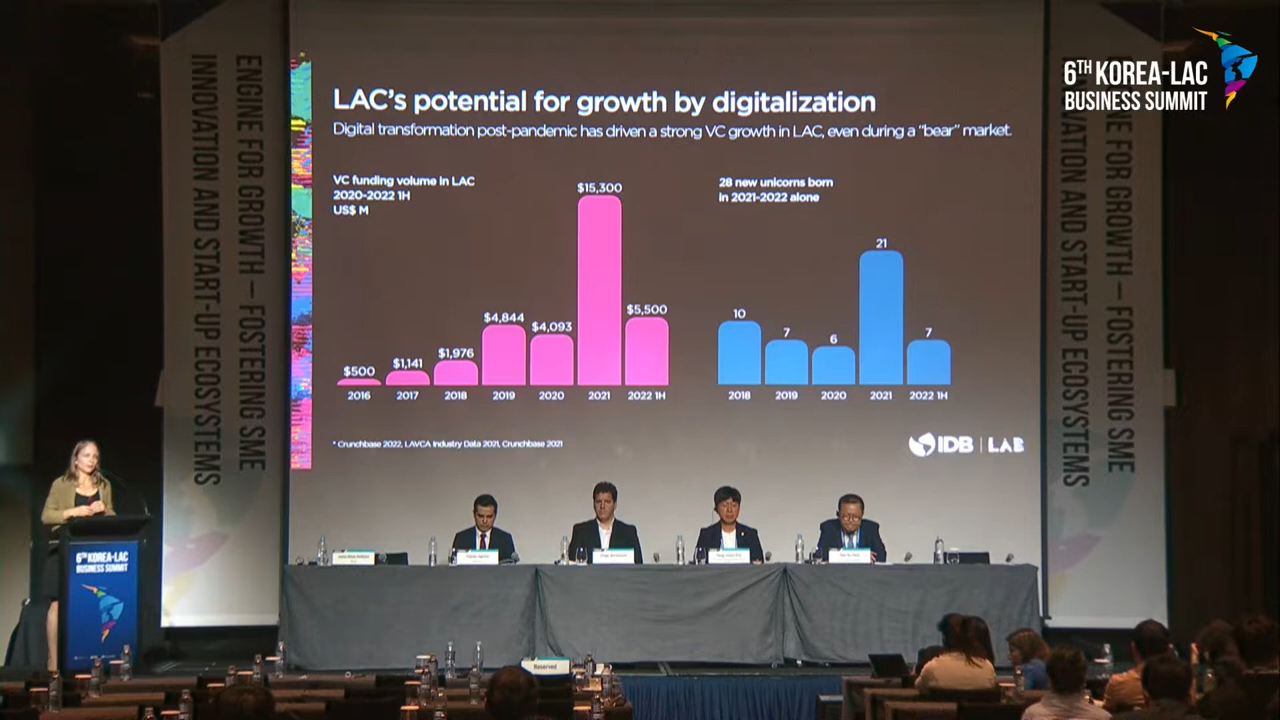 6TH KOREA-LAC
BUSINESS SUMMIT
ENGINE FOR GROWTH — FOSTERING SME
INNOVATION AND START-UP ECOSYSTEMS
LAC's potential for growth by digitalization
Digital transformation post-pandemic has driven a strong VC growth in LAC, even during a "bear" market.
VC funding volume in LAC
2020-2022 1H
US$ M
$500
$1,141
$1,976
$4,844
$4,093
$15,300
$5,500
2016
2017
2018
2019
2020
2021
2022 1H
28 new unicorns born
in 2021-2022 alone
10
7
6
21
7
2018
2019
2020
2021
2022 1H
* Crunchbase 2022, LAVCA Industry Data 2021, Crunchbase 2021
IDB | LAB
NE FOR GROWTH — FOSTERING SME
OVATION AND START-UP ECOSYSTEMS
6TH KOREA-LAC
BUSINESS SUMMIT
Reserved